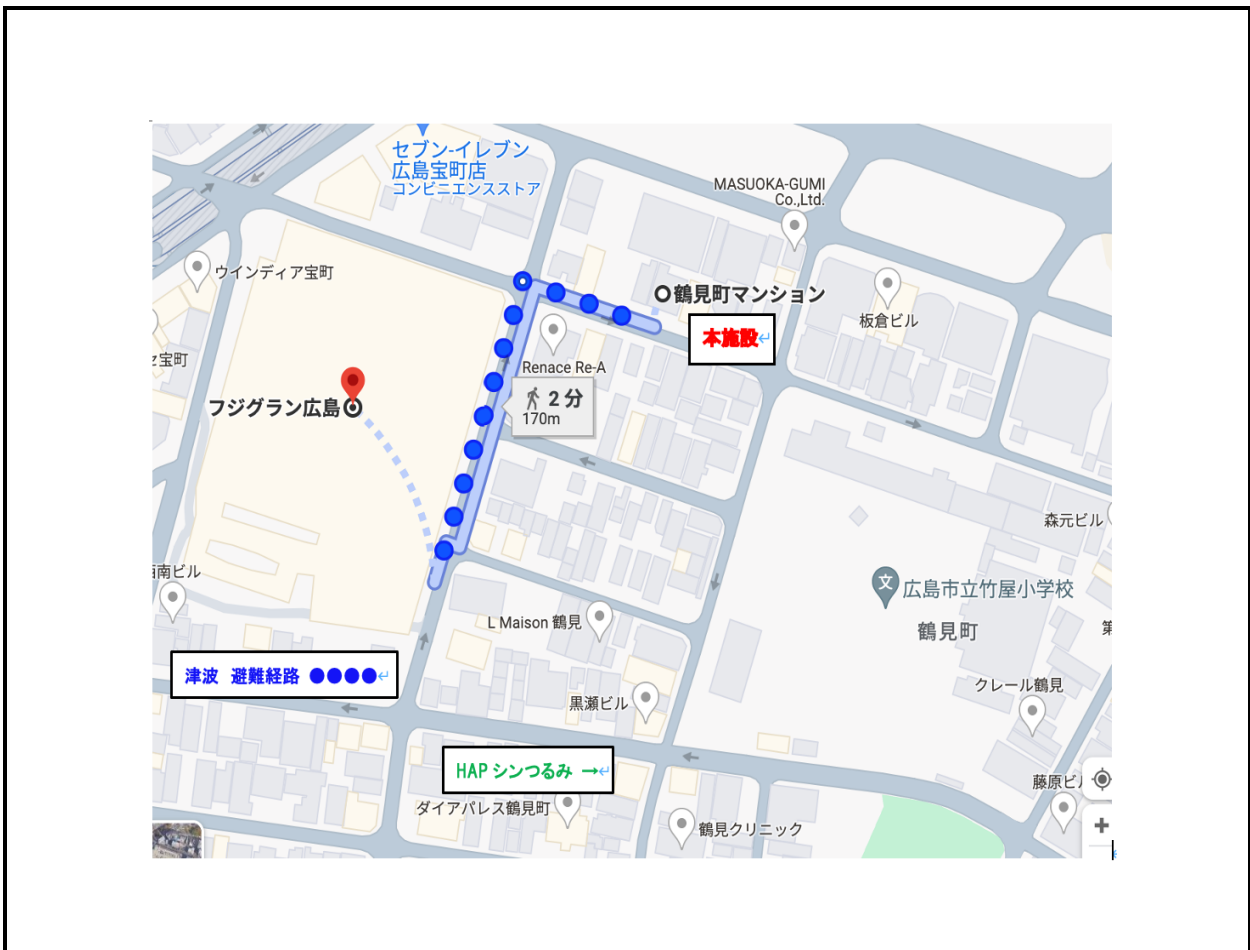 セブン-イレブン
広島宝町店
コンビニエンスストア
MASUOKA-GUMI
Co.,Ltd.
ウインディア宝町
鶴見町マンション
板倉ビル
本施設
宝町
Renace Re-A
2 分
170m
フジグラン広島
森元ビル
南ビル
文
広島市立竹屋小学校
鶴見町
L Maison 鶴見
第
津波 避難経路 ●●●●
クレール鶴見
黒瀬ビル
HAP シンつるみ →
藤原ビ
ダイアパレス鶴見町
鶴見クリニック